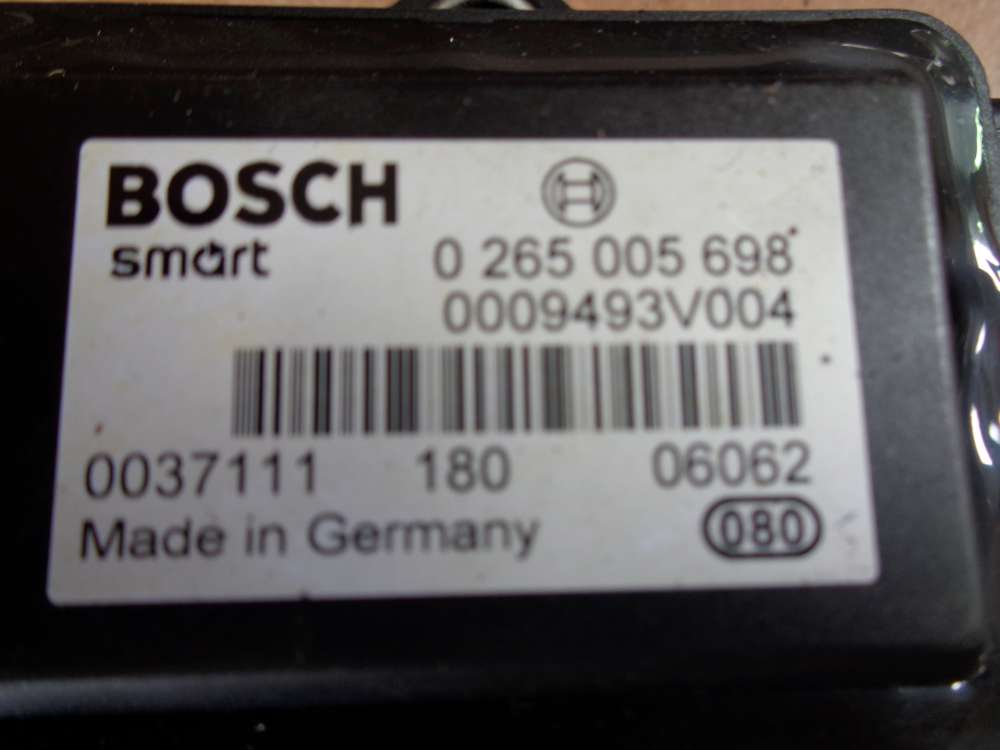 BOSCH
smart 0 265 005 698
0009493V004
0037111 180 06062
Made in Germany 080